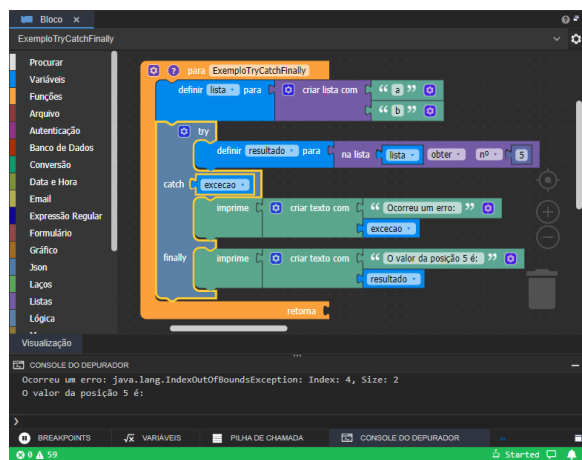 Bloco ×
ExemploTryCatchFinally
Procurar
Variáveis
Funções
Arquivo
Autenticação
Banco de Dados
Conversão
Data e Hora
Email
Expressão Regular
Formulário
Gráfico
Json
Laços
Listas
Lógica
? para ExemploTryCatchFinally
definir lista para criar lista com “ a ”
“ b ”
try
definir resultado para na lista lista obter nº 5
catch excecao
imprime criar texto com “ Ocorreu um erro: ”
excecao
finally imprime criar texto com “ O valor da posição 5 é: ”
resultado
retorna
Visualização
CONSOLE DO DEPURADOR
Ocorreu um erro: java.lang.IndexOutOfBoundsException: Index: 4, Size: 2
O valor da posição 5 é:
>
BREAKPOINTS VARIÁVEIS PILHA DE CHAMADA CONSOLE DO DEPURADOR
0 59 Started